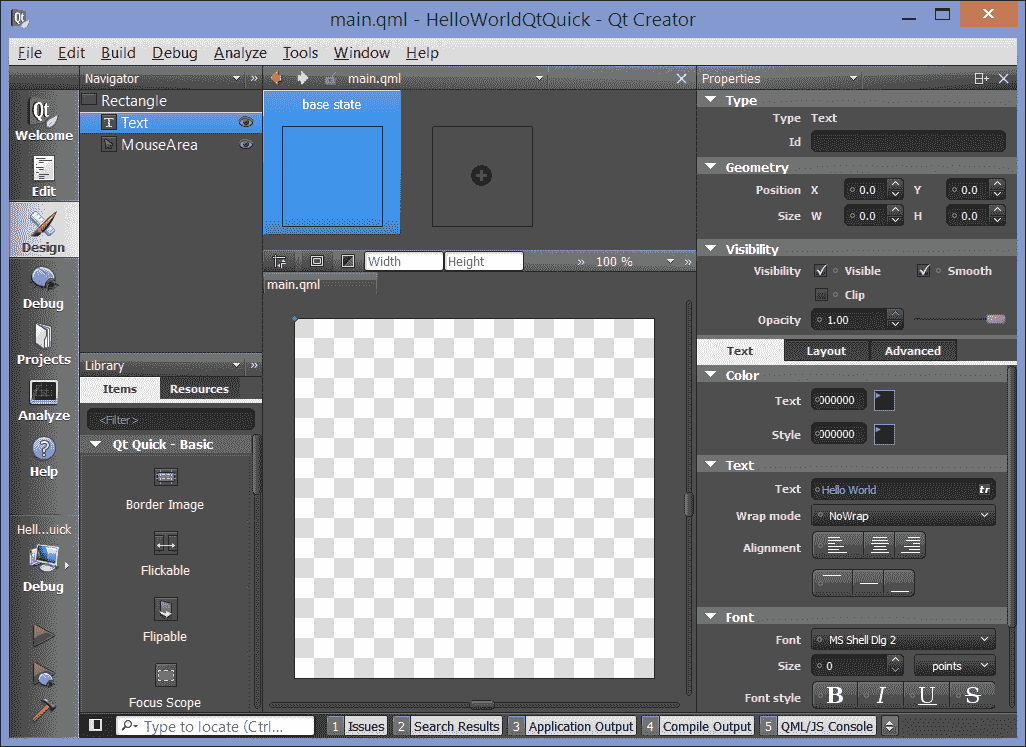 main.qml - HelloWorldQtQuick - Qt Creator
File Edit Build Debug Analyze Tools Window Help
Qt
Welcome
Edit
Design
Debug
Projects
Analyze
Help
Hell...uick
Debug
Navigator »
Rectangle
T Text
MouseArea
Library »
Items Resources
<Filter>
Qt Quick - Basic
Border Image
Flickable
Flipable
Focus Scope
main.qml
base state
Width Height » 100 % »
main.qml
Properties
Type
Type Text
Id
Geometry
Position X 0.0 Y 0.0
Size W 0.0 H 0.0
Visibility
Visibility Visible Smooth
Clip
Opacity 1.00
Text Layout Advanced
Color
Text 000000
Style 000000
Text
Text Hello World tr
Wrap mode NoWrap
Alignment
Font
Font MS Shell Dlg 2
Size 0 points
Font style B I U S
Type to locate (Ctrl... 1 Issues 2 Search Results 3 Application Output 4 Compile Output 5 QML/JS Console